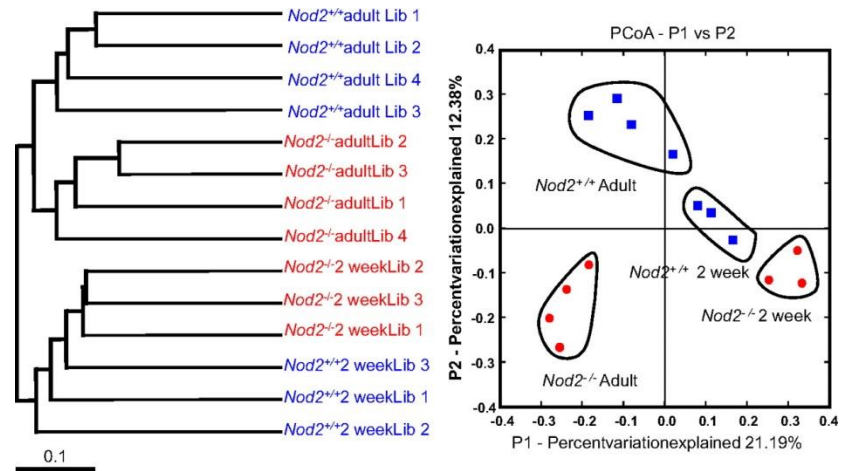 Nod2+/+adult Lib 1
Nod2+/+adult Lib 2
Nod2+/+adult Lib 4
Nod2+/+adult Lib 3
Nod2-/-adultLib 2
Nod2-/-adultLib 3
Nod2-/-adultLib 1
Nod2-/-adultLib 4
Nod2-/-2 weekLib 2
Nod2-/-2 weekLib 3
Nod2-/-2 weekLib 1
Nod2+/+2 weekLib 3
Nod2+/+2 weekLib 1
Nod2+/+2 weekLib 2
0.1
PCoA - P1 vs P2
P2 - Percentvariationexplained 12.38%
0.4
0.3
0.2
0.1
0.0
-0.1
-0.2
-0.3
-0.4
Nod2+/+ Adult
Nod2+/+ 2 week
Nod2-/- 2 week
Nod2-/- Adult
-0.4 -0.3 -0.2 -0.1 0.0 0.1 0.2 0.3 0.4
P1 - Percentvariationexplained 21.19%